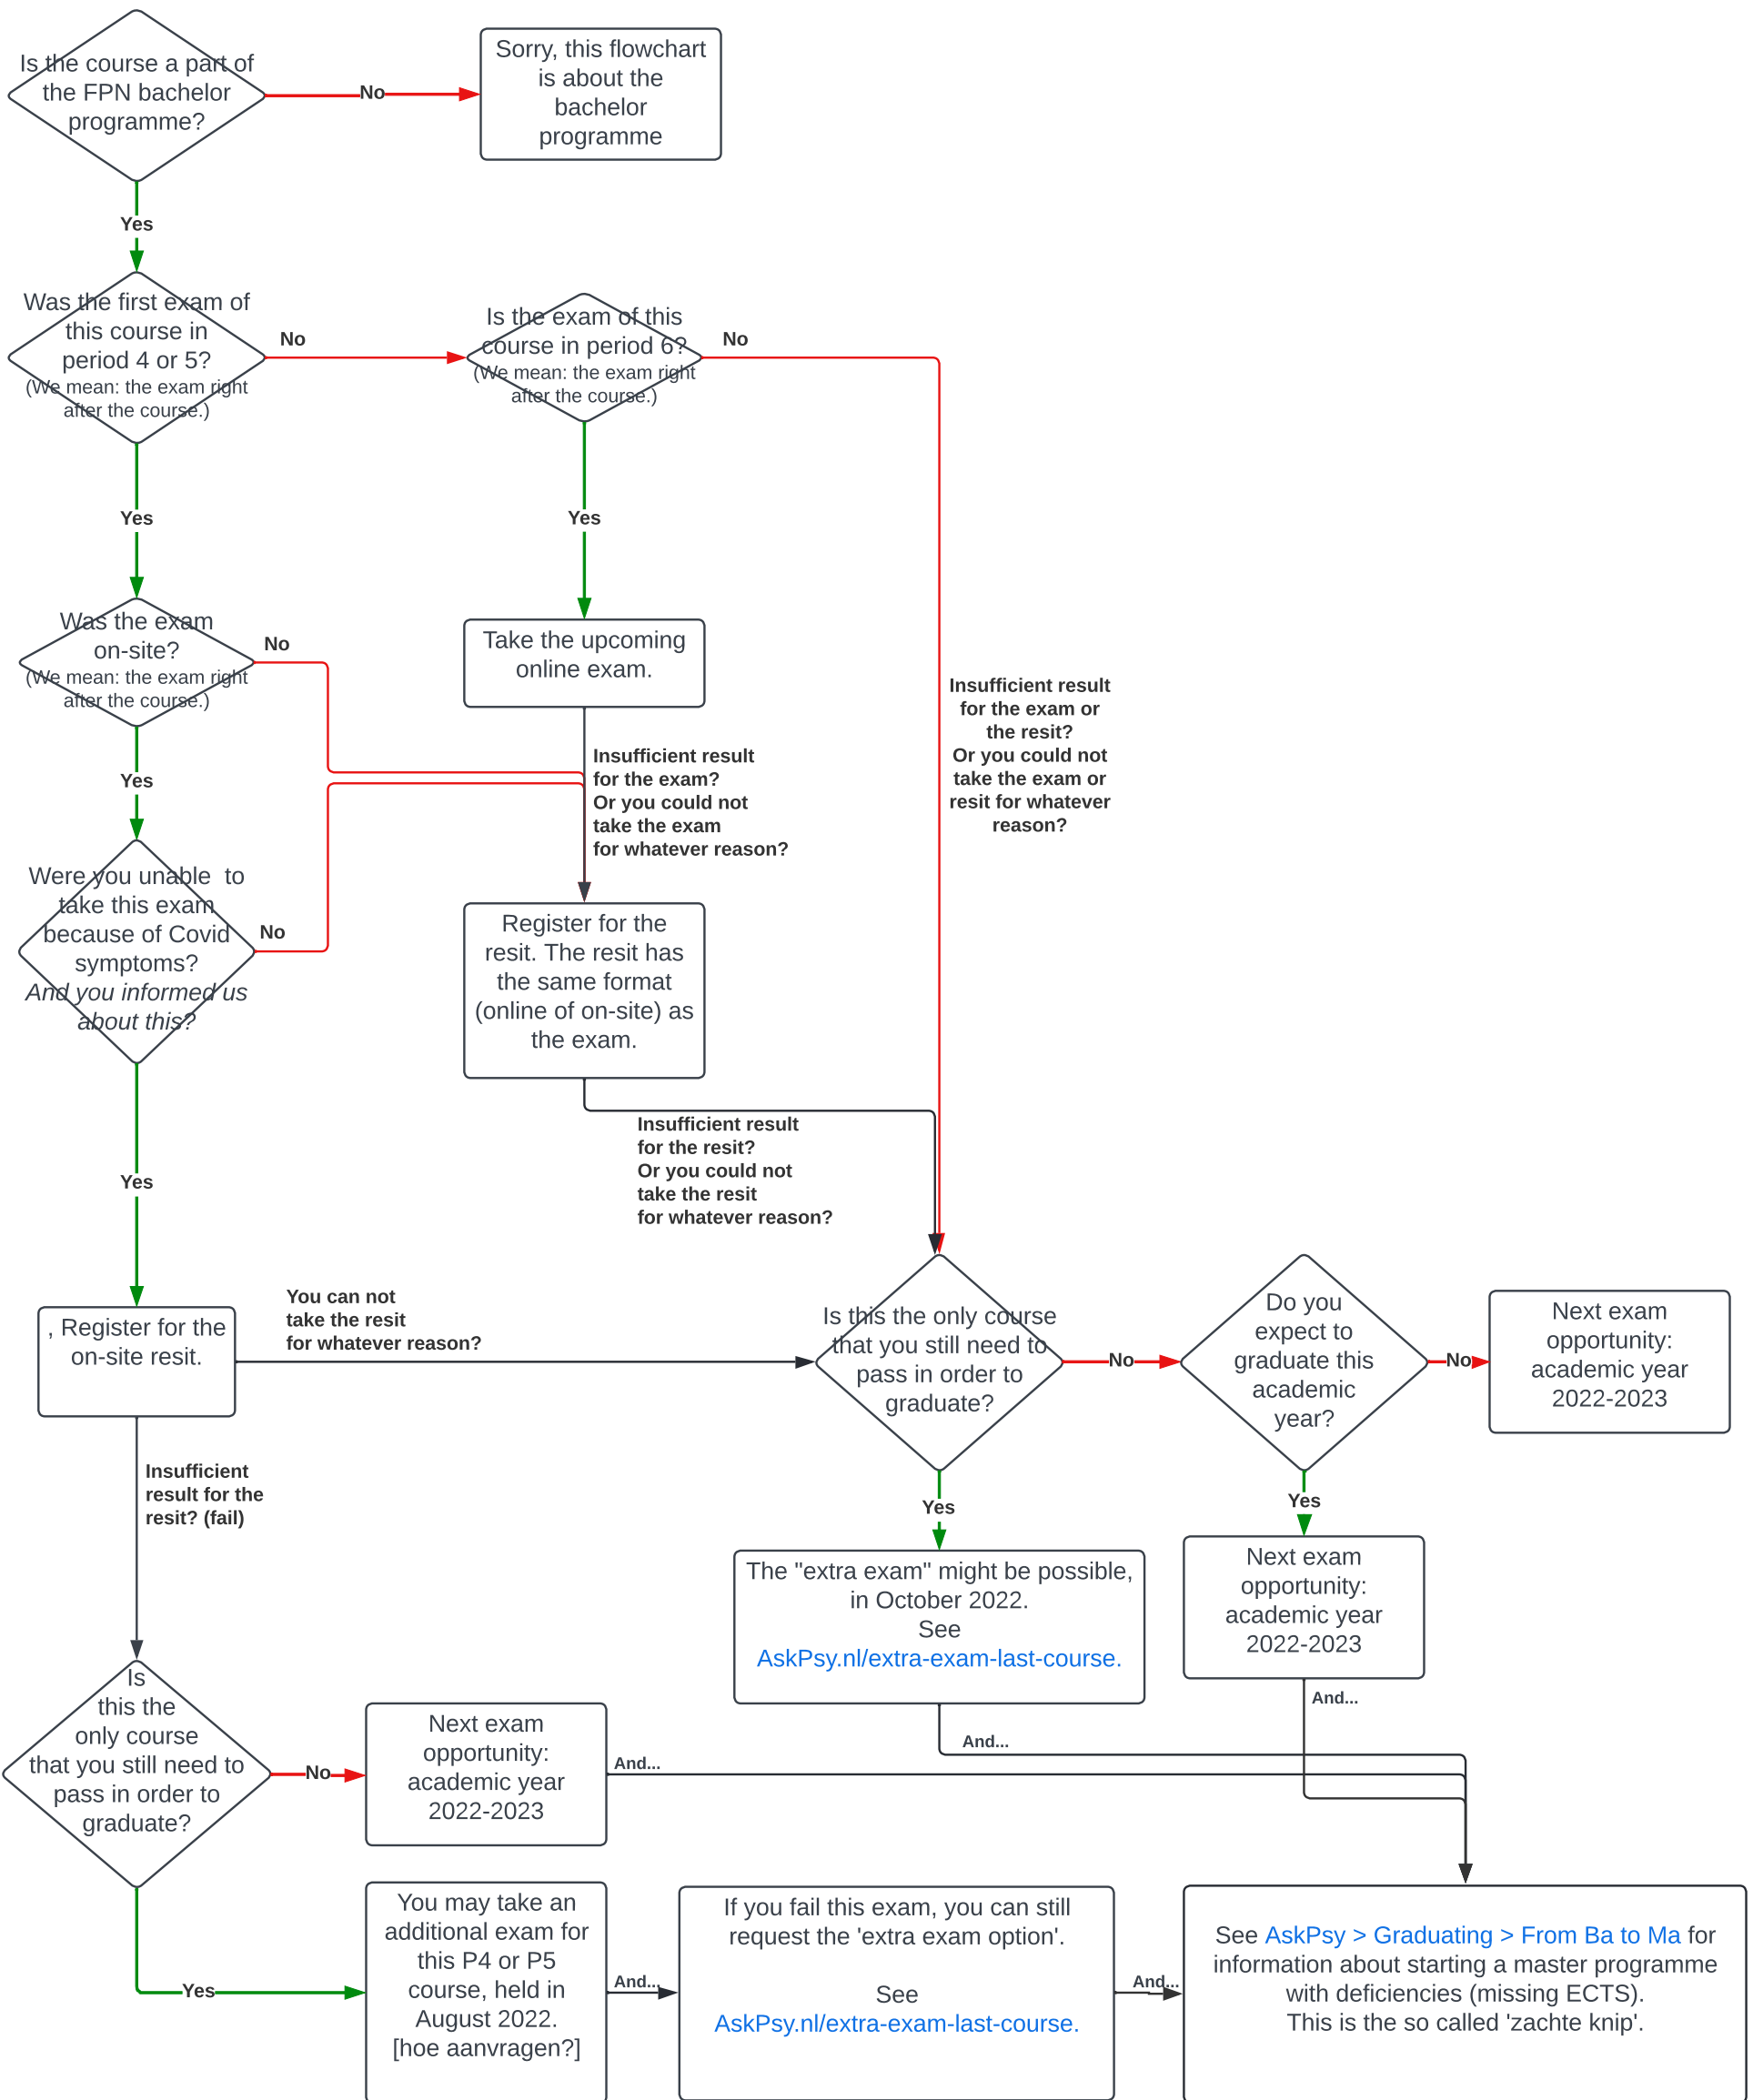 Is the course a part of
the FPN bachelor
programme?
No
Sorry, this flowchart
is about the
bachelor
programme
Yes
Was the first exam of
this course in
period 4 or 5?
(We mean: the exam right
after the course.)
No
Is the exam of this
course in period 6?
(We mean: the exam right
after the course.)
No
Yes
Yes
Was the exam
on-site?
(We mean: the exam right
after the course.)
No
Take the upcoming
online exam.
Insufficient result
for the exam or
the resit?
Or you could not
take the exam or
resit for whatever
reason?
Yes
Insufficient result
for the exam?
Or you could not
take the exam
for whatever reason?
Were you unable  to
take this exam
because of Covid
symptoms?
And you informed us
about this?
No
Register for the
resit. The resit has
the same format
(online of on-site) as
the exam.
Insufficient result
for the resit?
Or you could not
take the resit
for whatever reason?
Yes
, Register for the
on-site resit.
You can not
take the resit
for whatever reason?
Is this the only course
that you still need to
pass in order to
graduate?
No
Do you
expect to
graduate this
academic
year?
No
Next exam
opportunity:
academic year
2022-2023
Insufficient
result for the
resit? (fail)
Yes
Yes
The "extra exam" might be possible,
in October 2022.
See
AskPsy.nl/extra-exam-last-course.
Next exam
opportunity:
academic year
2022-2023
And...
And...
Is
this the
only course
that you still need to
pass in order to
graduate?
No
Next exam
opportunity:
academic year
2022-2023
And...
Yes
You may take an
additional exam for
this P4 or P5
course, held in
August 2022.
[hoe aanvragen?]
And...
If you fail this exam, you can still
request the 'extra exam option'.
See
AskPsy.nl/extra-exam-last-course.
And...
See AskPsy > Graduating > From Ba to Ma for
information about starting a master programme
with deficiencies (missing ECTS).
This is the so called 'zachte knip'.